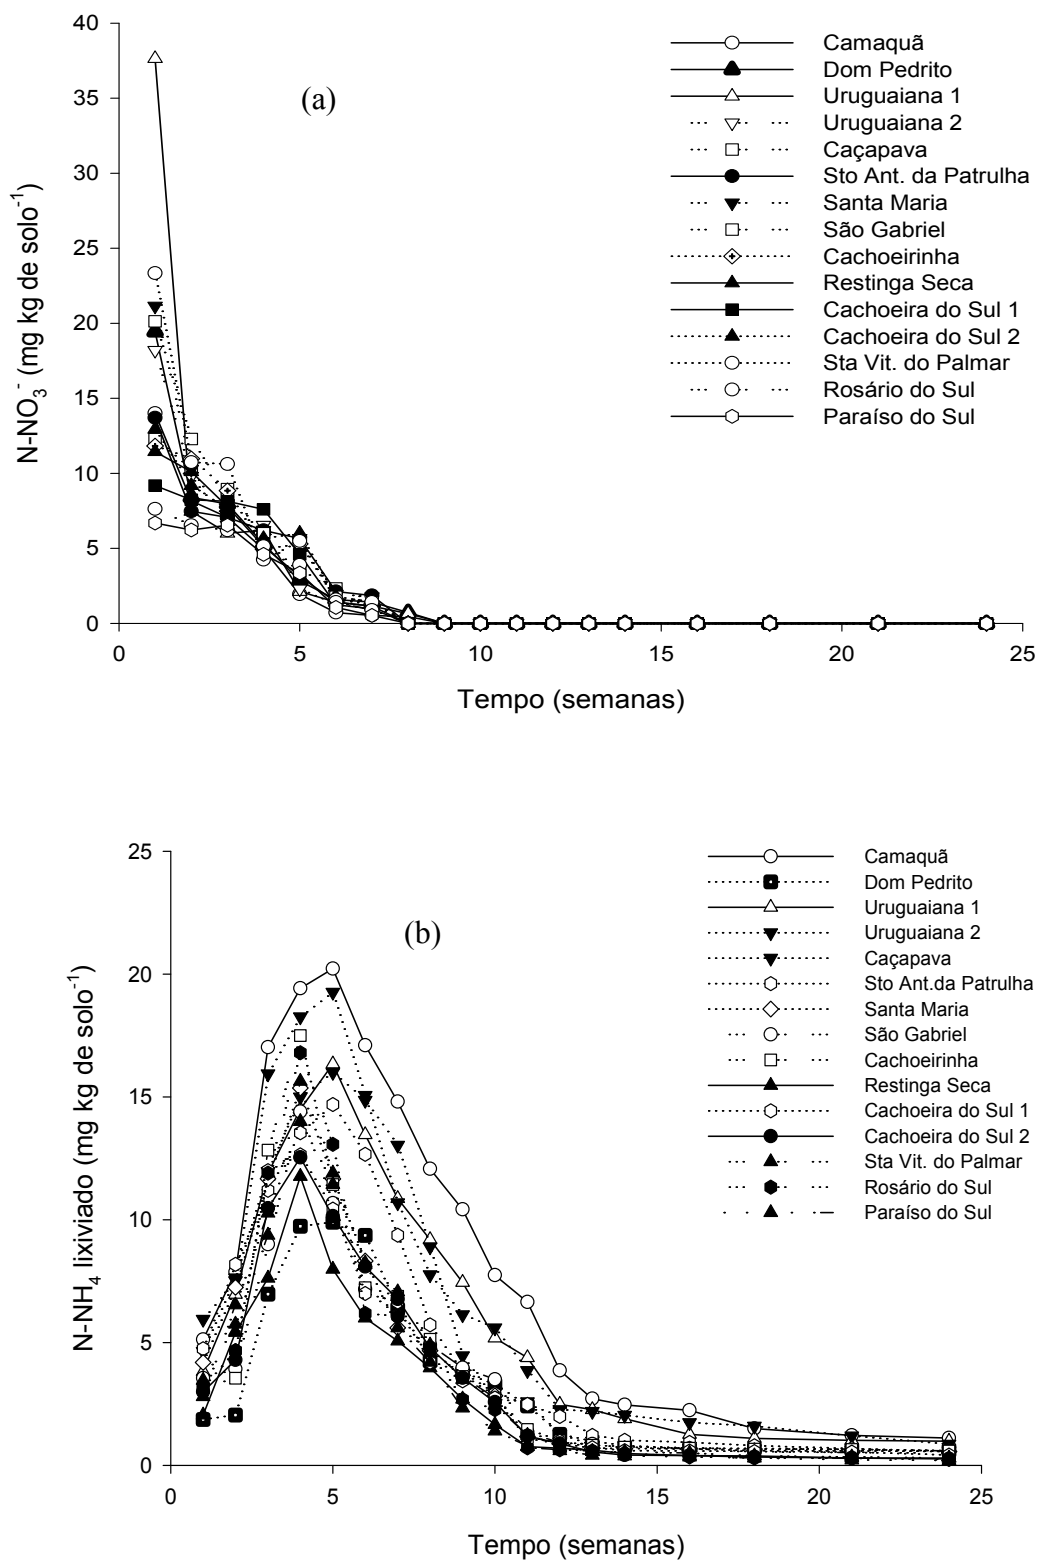 40
35
30
25
20
15
10
5
0
N-NO3- (mg kg de solo-1)
(a)
Camaquã
Dom Pedrito
Uruguaiana 1
Uruguaiana 2
Caçapava
Sto Ant. da Patrulha
Santa Maria
São Gabriel
Cachoeirinha
Restinga Seca
Cachoeira do Sul 1
Cachoeira do Sul 2
Sta Vit. do Palmar
Rosário do Sul
Paraíso do Sul
0 5 10 15 20 25
Tempo (semanas)
25
20
15
10
5
0
N-NH4 lixiviado (mg kg de solo-1)
(b)
Camaquã
Dom Pedrito
Uruguaiana 1
Uruguaiana 2
Caçapava
Sto Ant.da Patrulha
Santa Maria
São Gabriel
Cachoeirinha
Restinga Seca
Cachoeira do Sul 1
Cachoeira do Sul 2
Sta Vit. do Palmar
Rosário do Sul
Paraíso do Sul
0 5 10 15 20 25
Tempo (semanas)